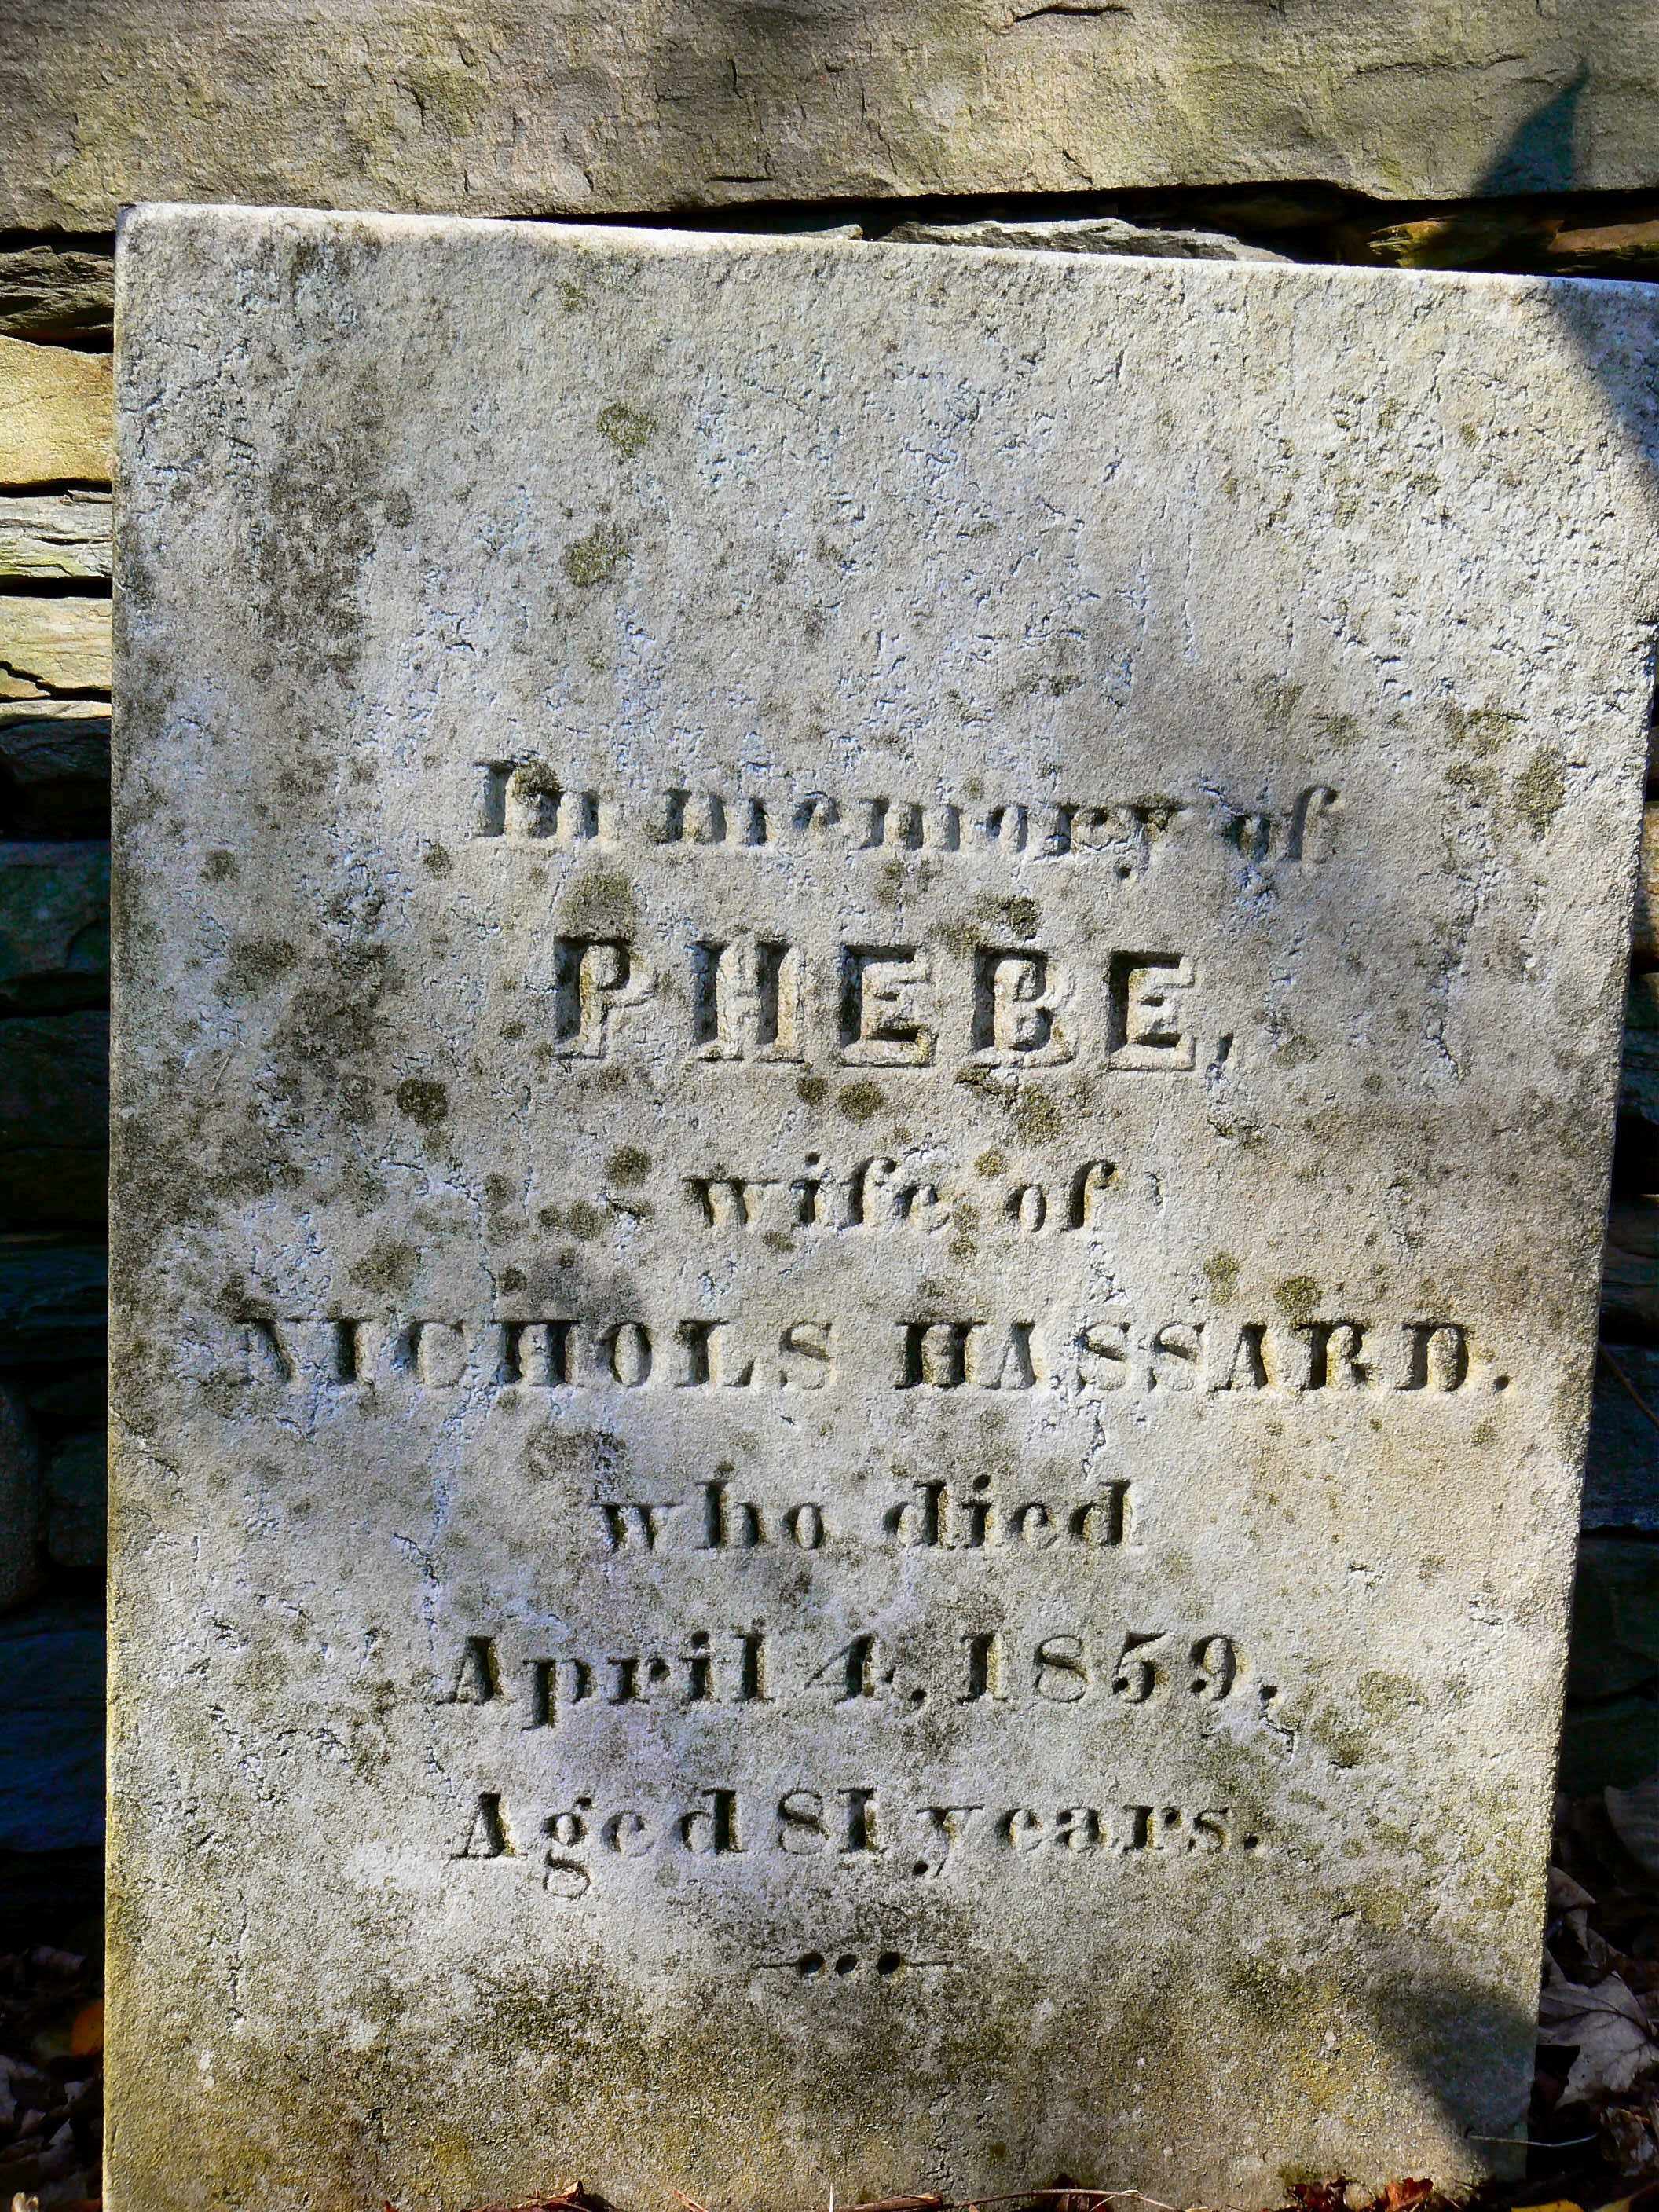 In memory of
PHEBE,
wife of
NICHOLS HASSARD.
who died
April 4, 1859,
Aged 81 years.